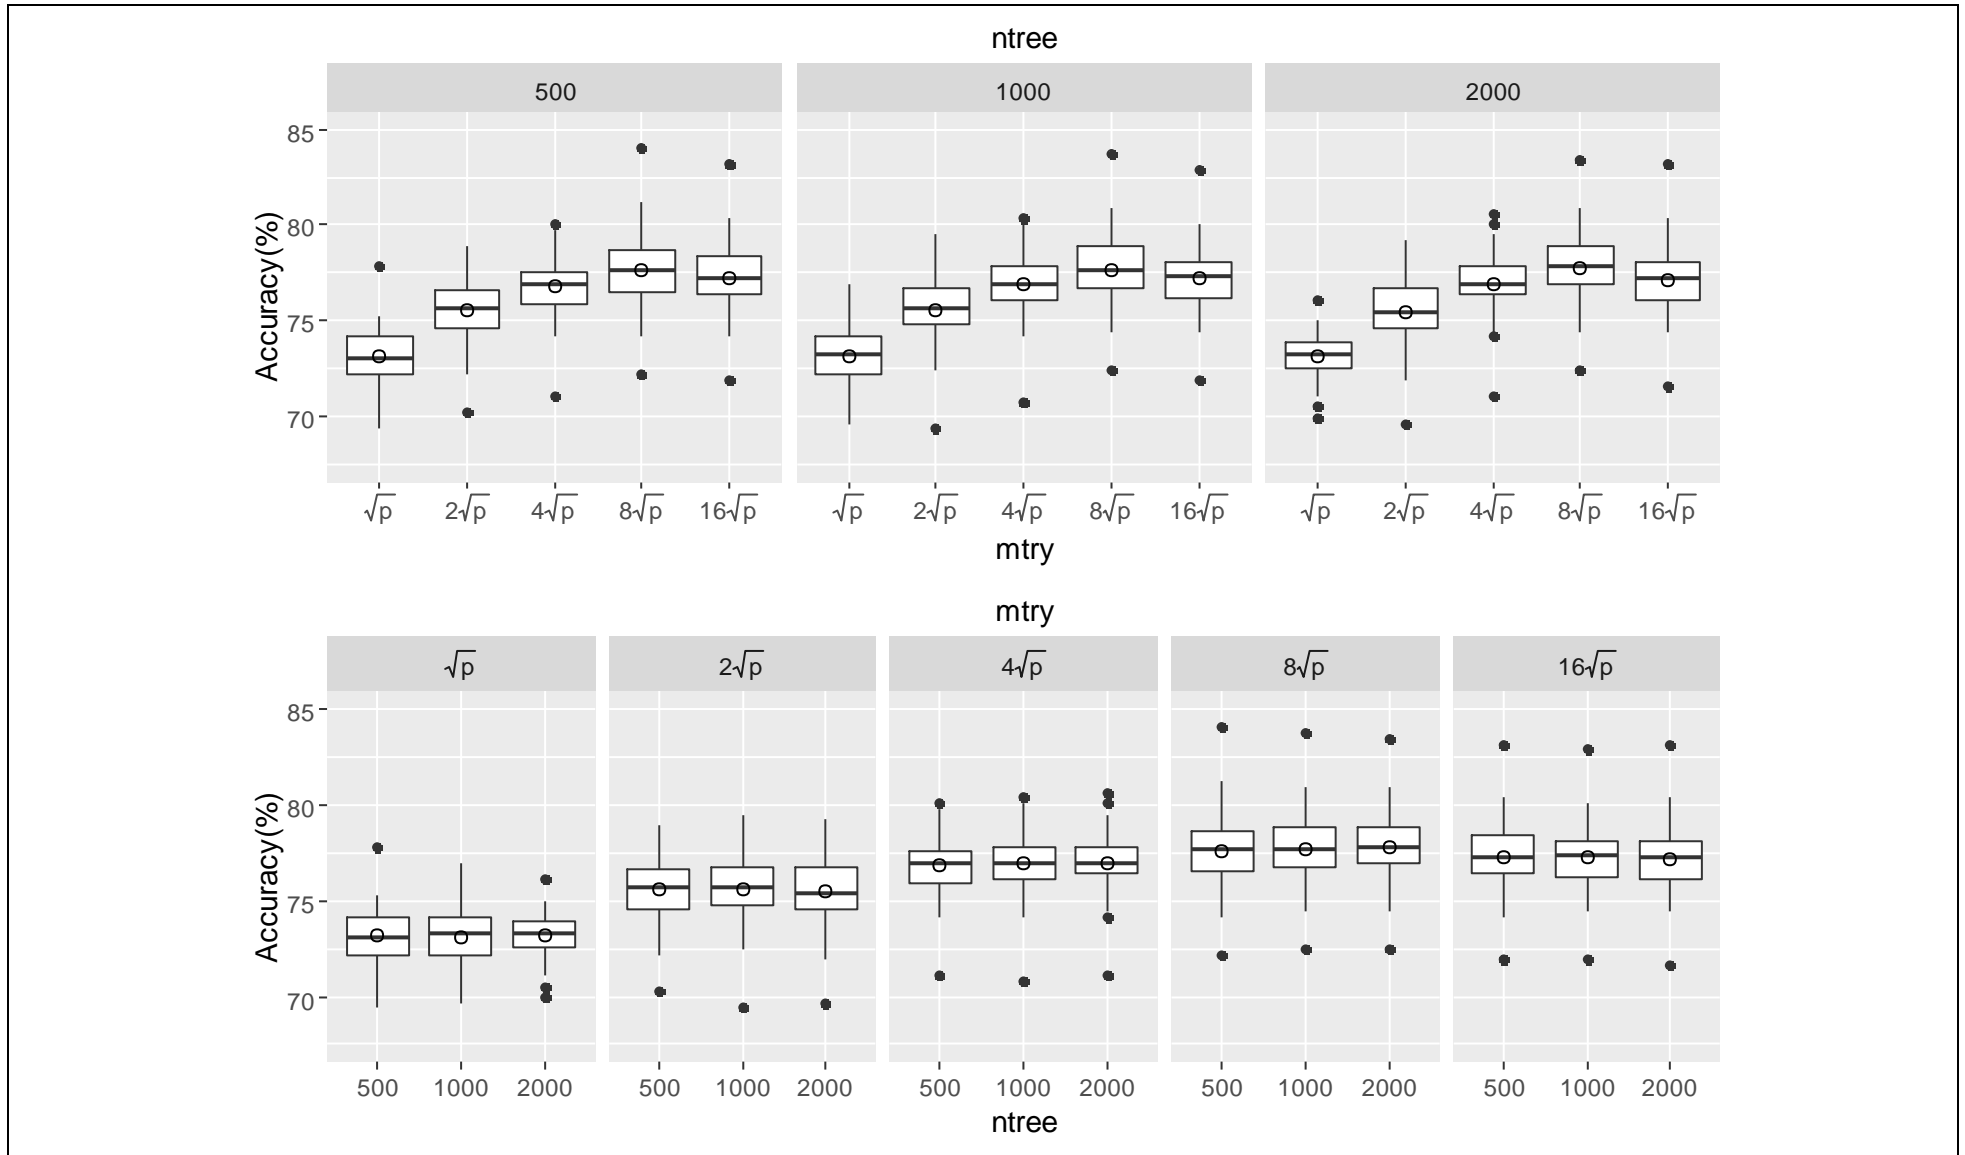 ntree
500 1000 2000
85
80
75
70
Accuracy(%)
√p 2√p 4√p 8√p 16√p √p 2√p 4√p 8√p 16√p √p 2√p 4√p 8√p 16√p
mtry
mtry
√p 2√p 4√p 8√p 16√p
85
80
75
70
Accuracy(%)
500 1000 2000 500 1000 2000 500 1000 2000 500 1000 2000 500 1000 2000
ntree